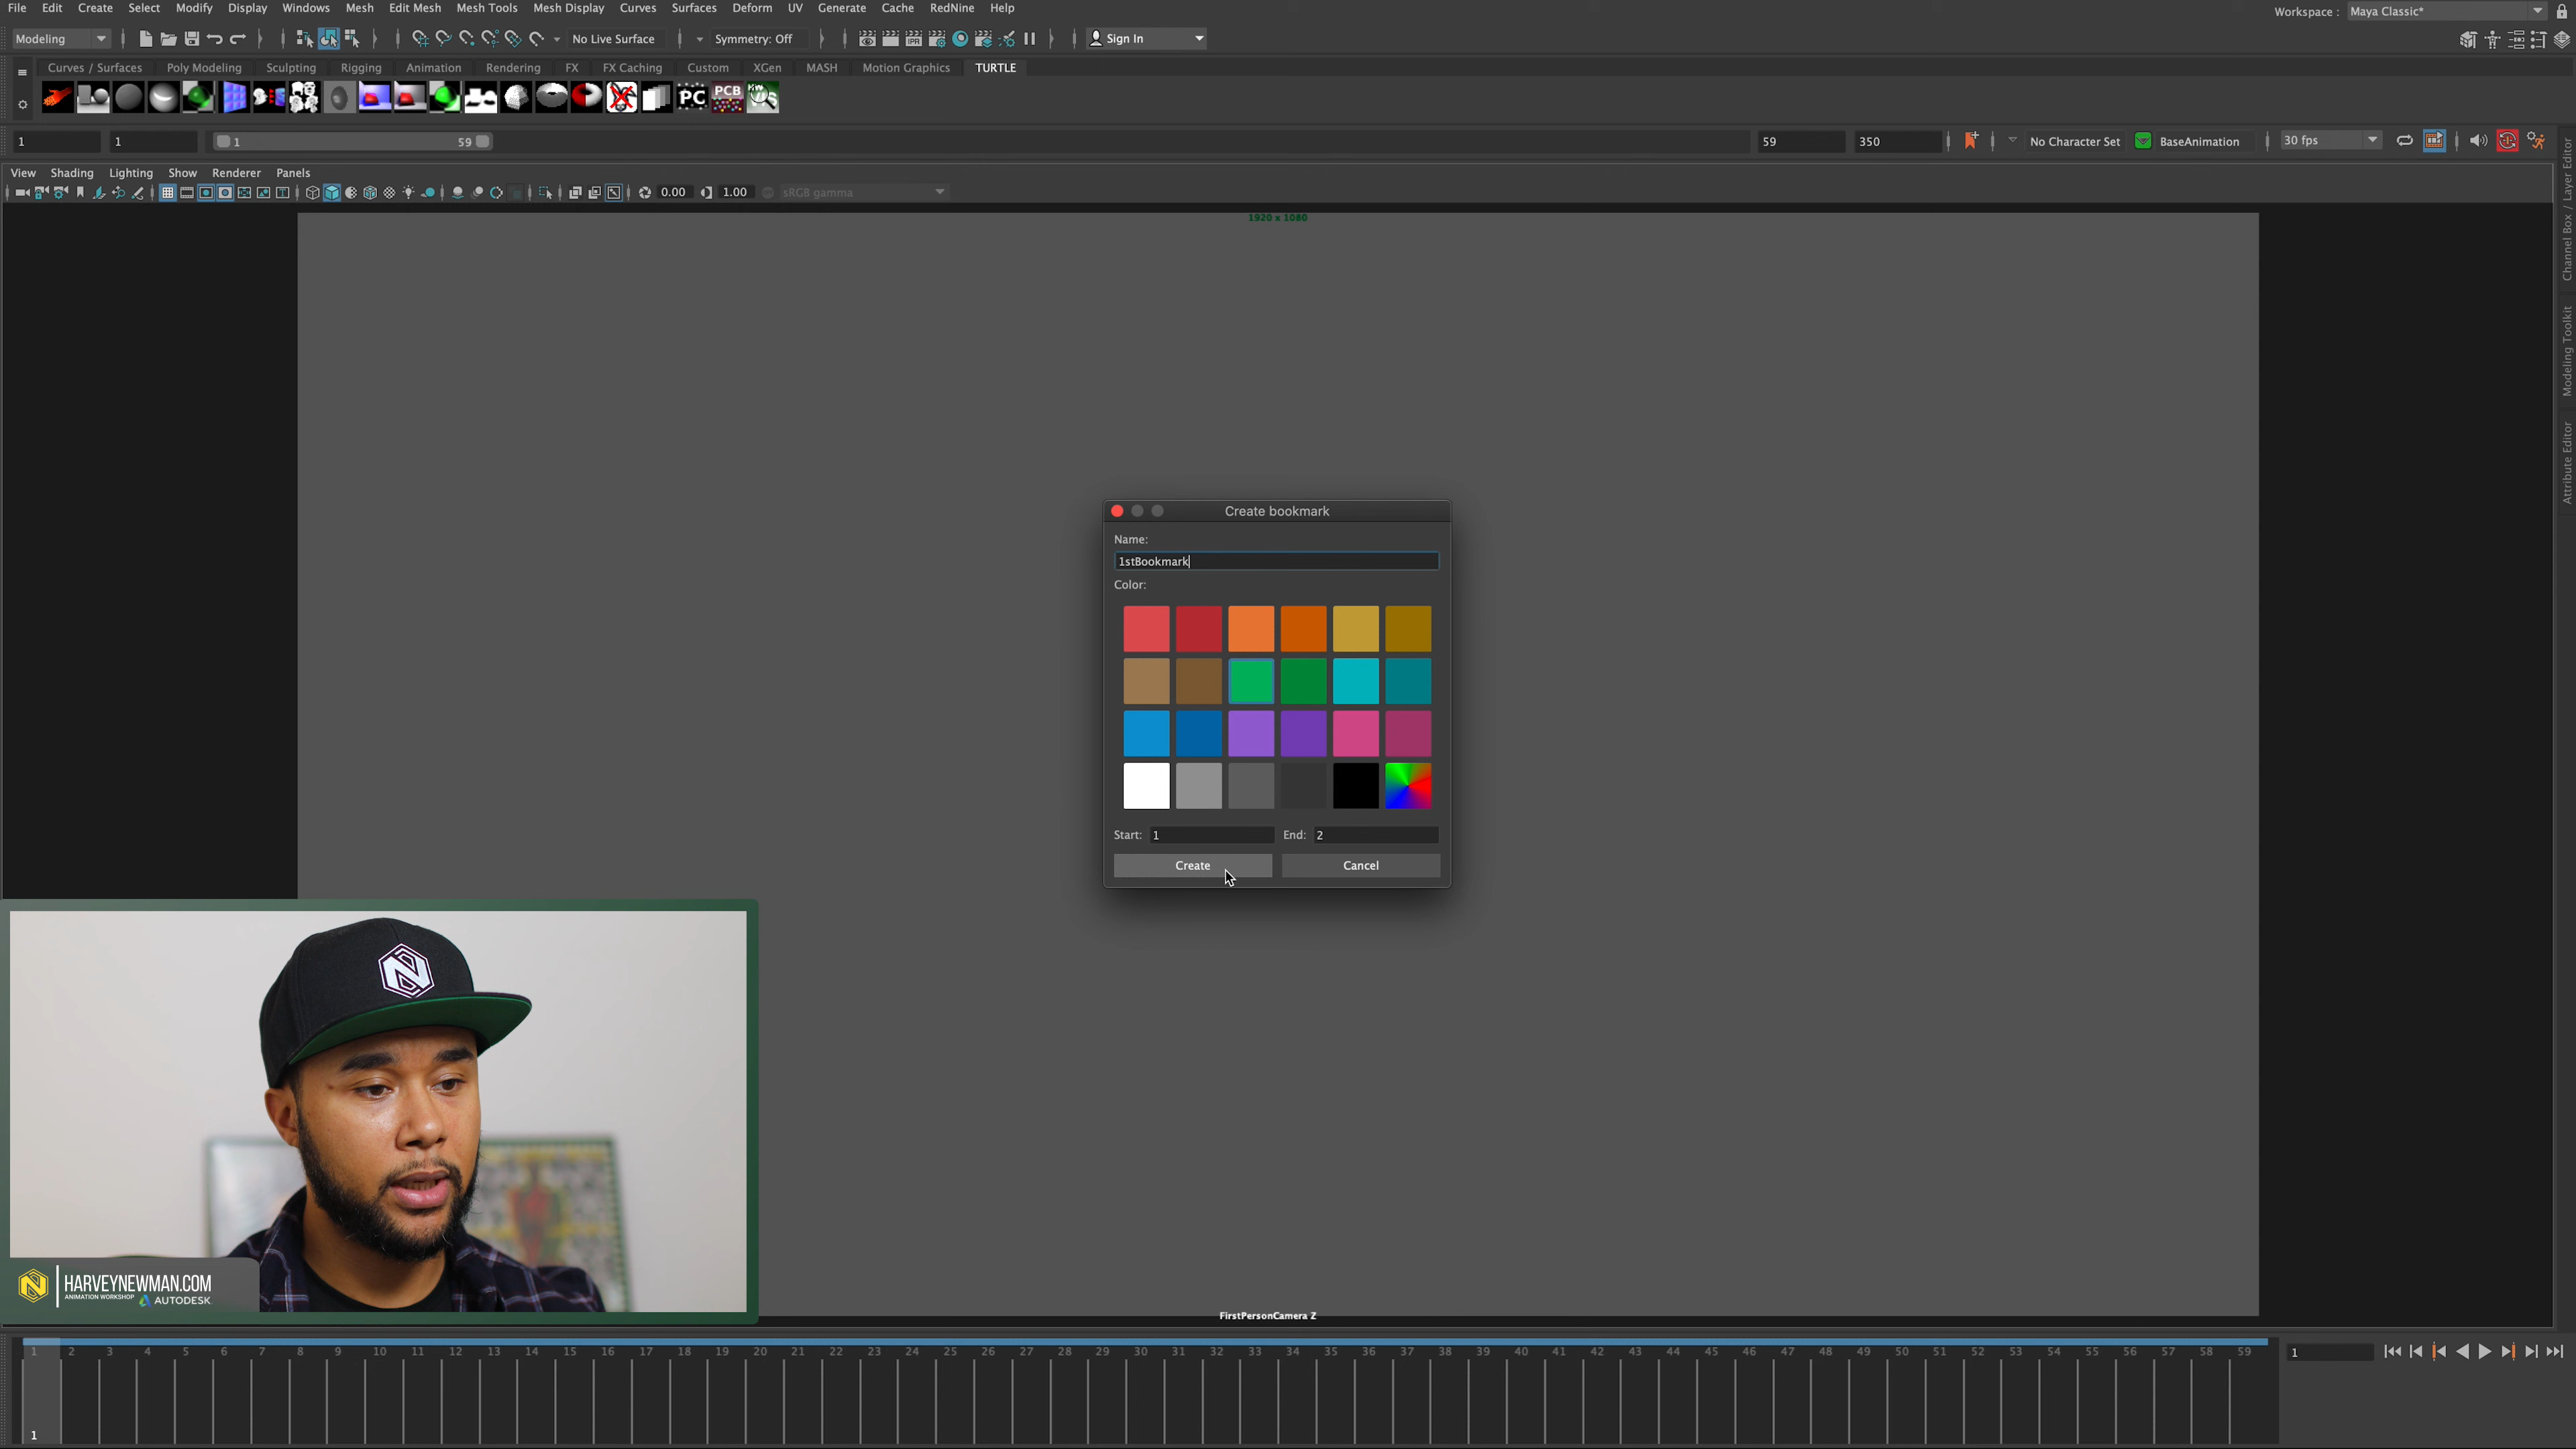 File Edit Create Select Modify Display Windows Mesh Edit Mesh Mesh Tools Mesh Display Curves Surfaces Deform UV Generate Cache RedNine Help
Workspace : Maya Classic*
Modeling No Live Surface Symmetry: Off Sign In
Curves / Surfaces Poly Modeling Sculpting Rigging Animation Rendering FX FX Caching Custom XGen MASH Motion Graphics TURTLE
PC PCB
1 1 1 59 59 350 No Character Set BaseAnimation 30 fps
View Shading Lighting Show Renderer Panels
0.00 1.00 sRGB gamma
1920 x 1080
Channel Box / Layer Editor
Modeling Toolkit
Attribute Editor
Create bookmark
Name:
1stBookmark
Color:
Start: 1 End: 2
Create Cancel
N
N HARVEYNEWMAN.COM
ANIMATION WORKSHOP AUTODESK
FirstPersonCamera Z
1 2 3 4 5 6 7 8 9 10 11 12 13 14 15 16 17 18 19 20 21 22 23 24 25 26 27 28 29 30 31 32 33 34 35 36 37 38 39 40 41 42 43 44 45 46 47 48 49 50 51 52 53 54 55 56 57 58 59 1
1